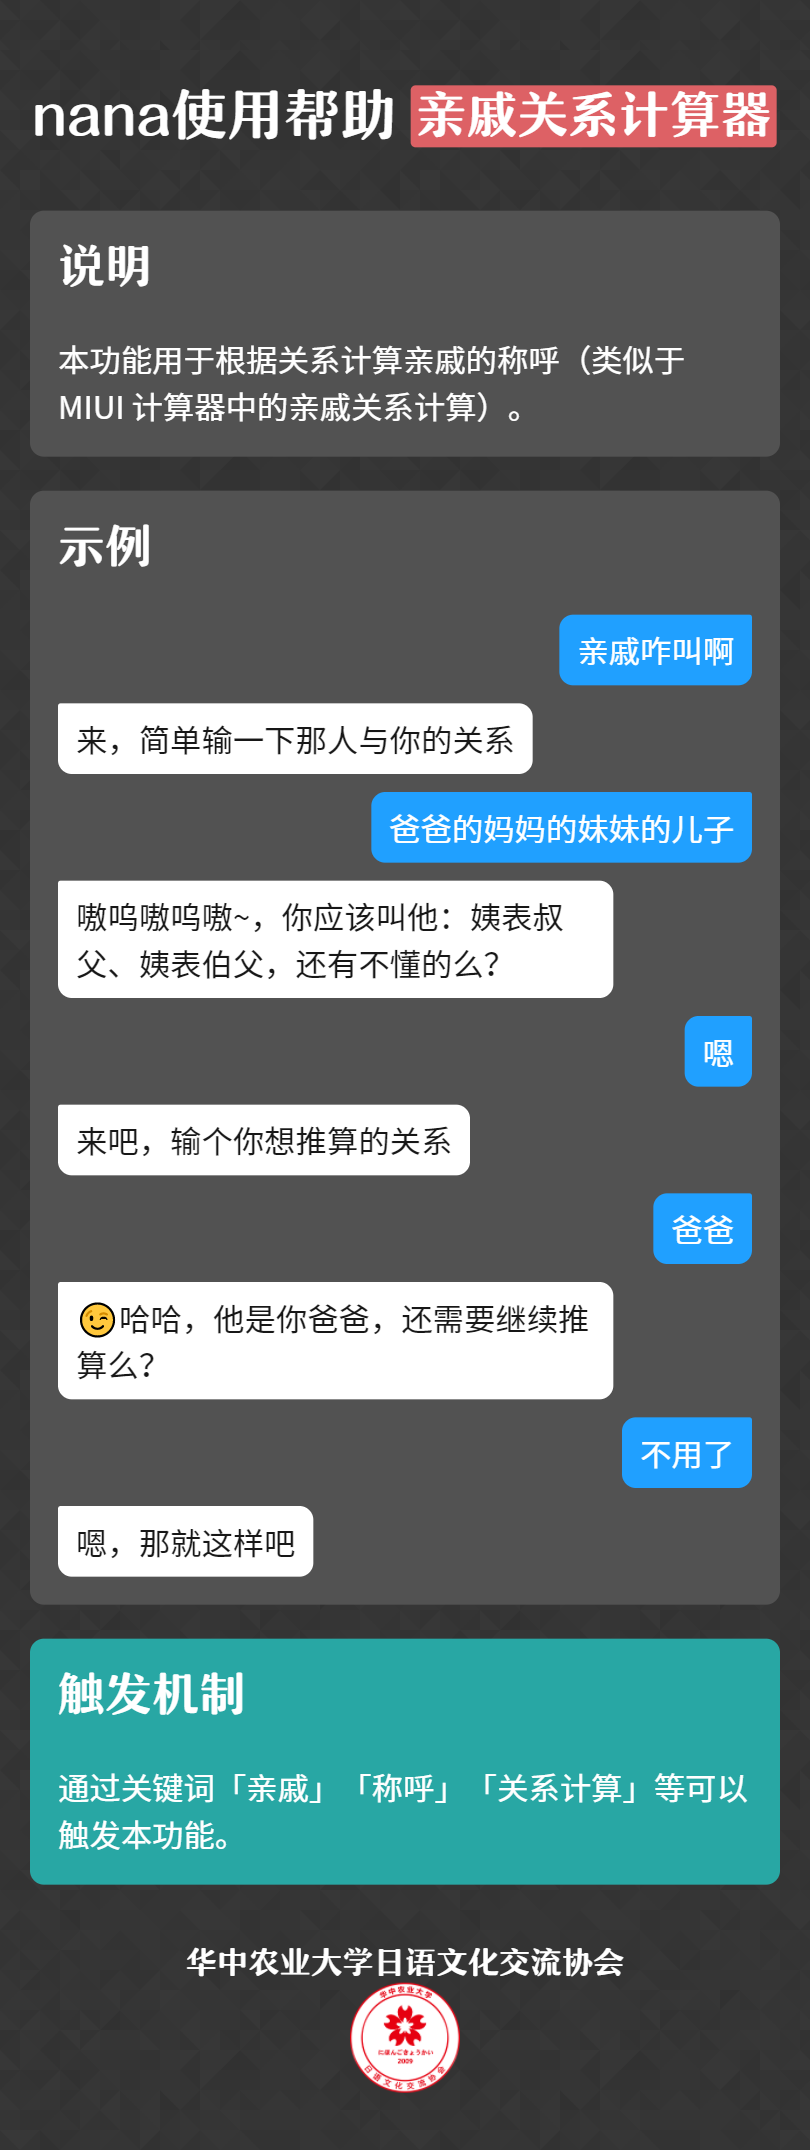 nana使用帮助 亲戚关系计算器
说明
本功能用于根据关系计算亲戚的称呼（类似于
MIUI 计算器中的亲戚关系计算）。
示例
亲戚咋叫啊
来，简单输一下那人与你的关系
爸爸的妈妈的妹妹的儿子
嗷呜嗷呜嗷~，你应该叫他：姨表叔
父、姨表伯父，还有不懂的么？
嗯
来吧，输个你想推算的关系
爸爸
😉哈哈，他是你爸爸，还需要继续推
算么？
不用了
嗯，那就这样吧
触发机制
通过关键词「亲戚」「称呼」「关系计算」等可以
触发本功能。
华中农业大学日语文化交流协会
华中农业大学
にほんごきょうかい
2009
日语文化交流协会